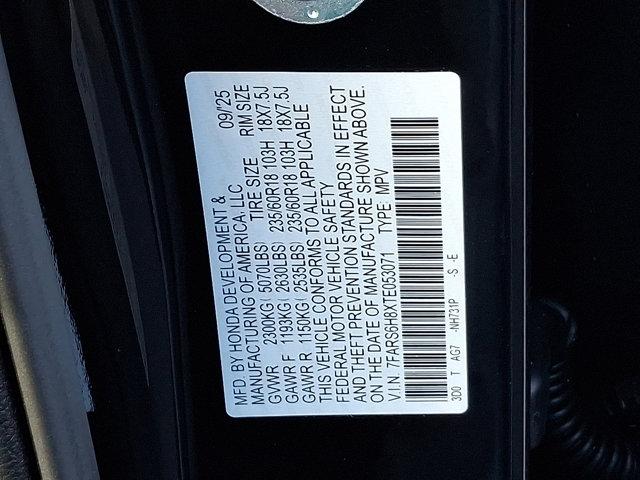 MFD. BY HONDA DEVELOPMENT & 09/'25
MANUFACTURING OF AMERICA, LLC
TIRE SIZE RIM SIZE
GVWR 2300KG( 5070LBS) 235/60R18 103H 18X7.5J
GAWR F 1193KG( 2630LBS) 235/60R18 103H 18X7.5J
GAWR R 1150KG( 2535LBS)
THIS VEHICLE CONFORMS TO ALL APPLICABLE
FEDERAL MOTOR VEHICLE SAFETY
AND THEFT PREVENTION STANDARDS IN EFFECT
ON THE DATE OF MANUFACTURE SHOWN ABOVE.
V.I.N. 7FARS6H8XTE053071 TYPE: MPV
3D0 T AG7 -NH731P -S -E